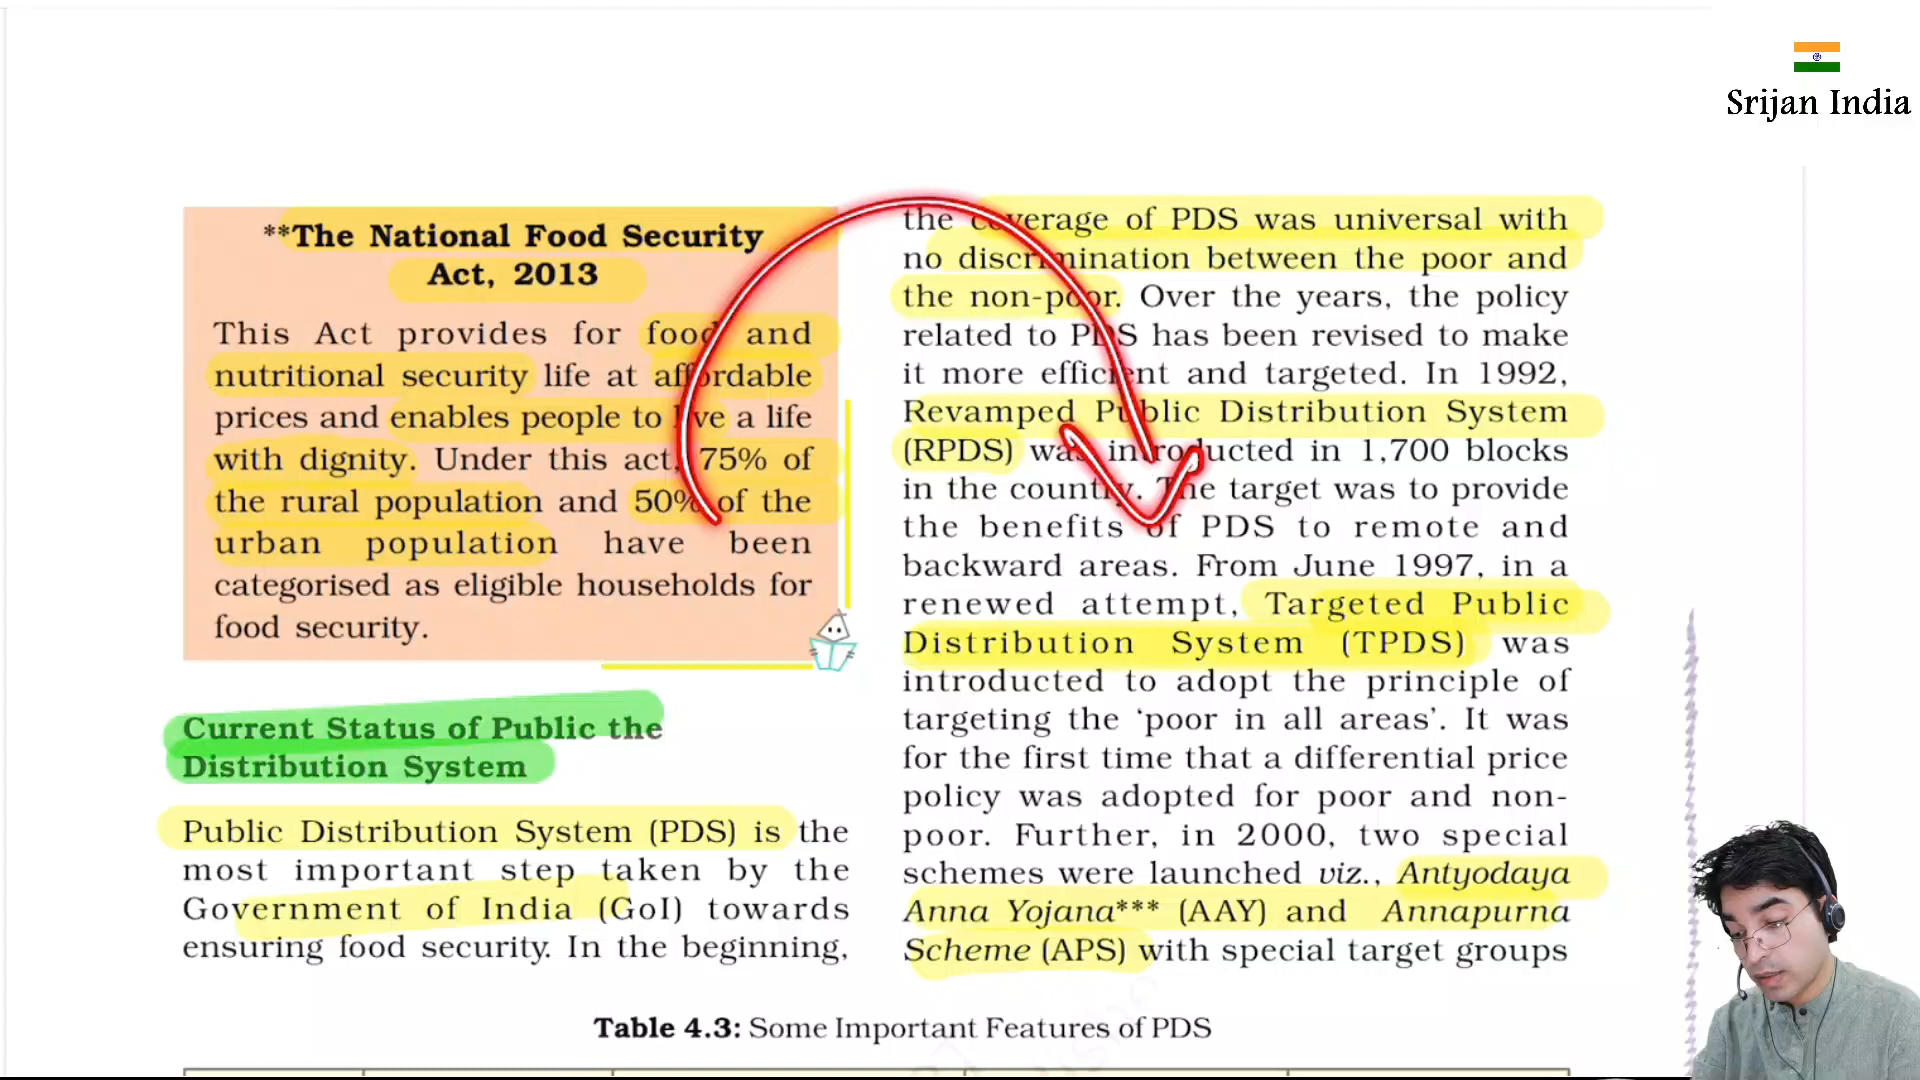 Srijan India
**The National Food Security
Act, 2013
This Act provides for food and
nutritional security life at affordable
prices and enables people to live a life
with dignity. Under this act, 75% of
the rural population and 50% of the
urban population have been
categorised as eligible households for
food security.
Current Status of Public the
Distribution System
Public Distribution System (PDS) is the
most important step taken by the
Government of India (GoI) towards
ensuring food security. In the beginning,
the coverage of PDS was universal with
no discrimination between the poor and
the non-poor. Over the years, the policy
related to PDS has been revised to make
it more efficient and targeted. In 1992,
Revamped Public Distribution System
(RPDS) was introducted in 1,700 blocks
in the country. The target was to provide
the benefits of PDS to remote and
backward areas. From June 1997, in a
renewed attempt, Targeted Public
Distribution System (TPDS) was
introducted to adopt the principle of
targeting the ‘poor in all areas’. It was
for the first time that a differential price
policy was adopted for poor and non-
poor. Further, in 2000, two special
schemes were launched viz., Antyodaya
Anna Yojana*** (AAY) and Annapurna
Scheme (APS) with special target groups
Table 4.3: Some Important Features of PDS